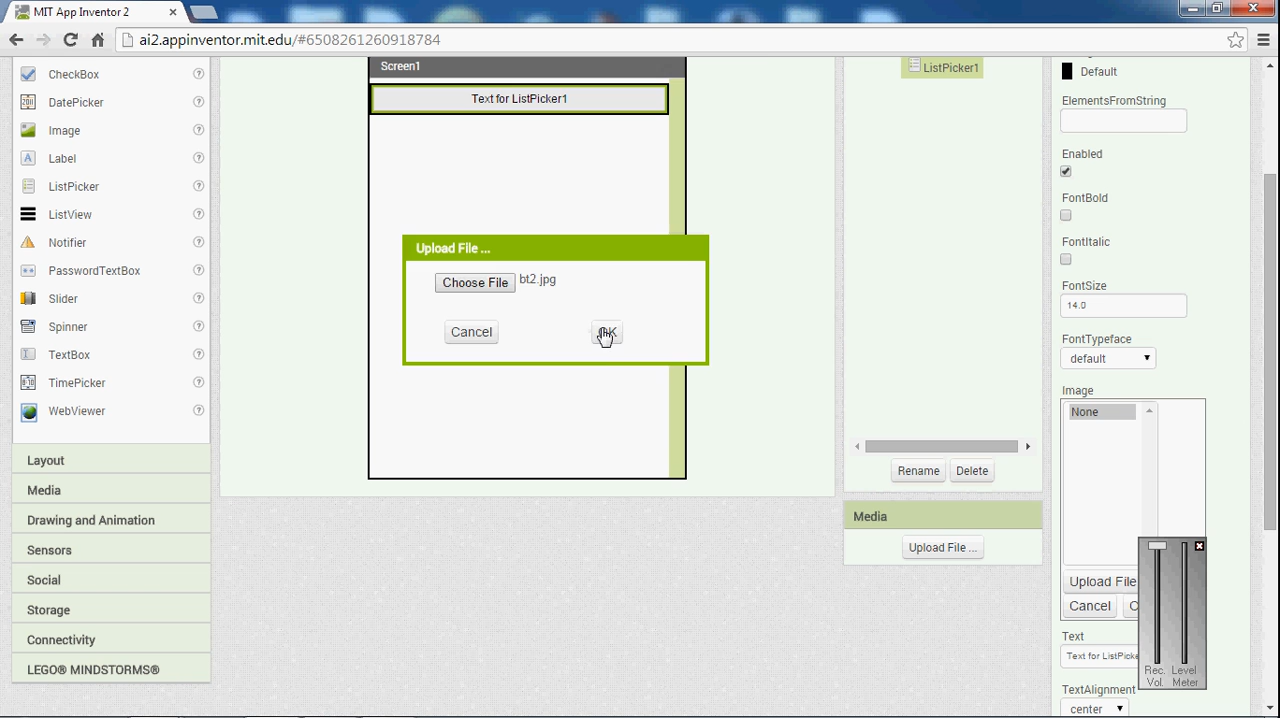 MIT App Inventor 2
ai2.appinventor.mit.edu/#6508261260918784
CheckBox
DatePicker
Image
Label
ListPicker
ListView
Notifier
PasswordTextBox
Slider
Spinner
TextBox
TimePicker
WebViewer
Layout
Media
Drawing and Animation
Sensors
Social
Storage
Connectivity
LEGO® MINDSTORMS®
Screen1
Text for ListPicker1
Upload File ...
Choose File bt2.jpg
Cancel OK
ListPicker1
Rename Delete
Media
Upload File ...
Default
ElementsFromString
Enabled
FontBold
FontItalic
FontSize
14.0
FontTypeface
default
Image
None
Upload File
Cancel
Text
Text for ListPicke
TextAlignment
center
Rec. Level
Vol. Meter